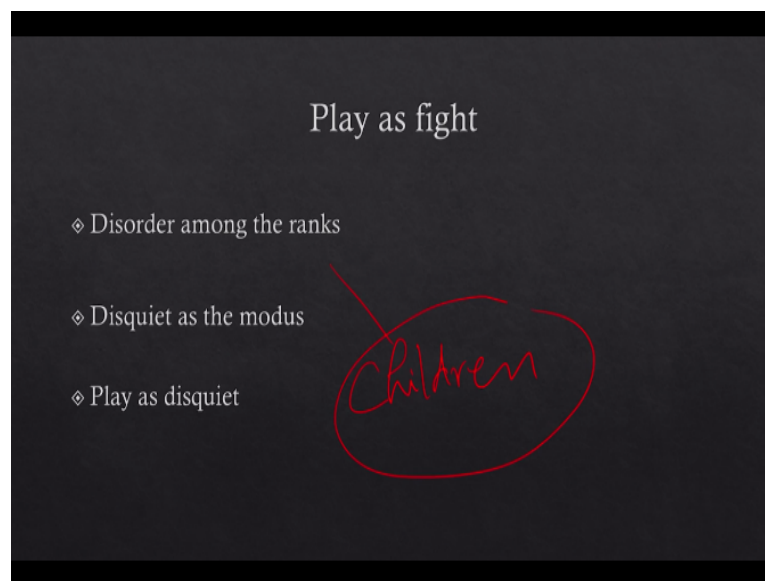 Play as fight
Disorder among the ranks
Disquiet as the modus
Children
Play as disquiet